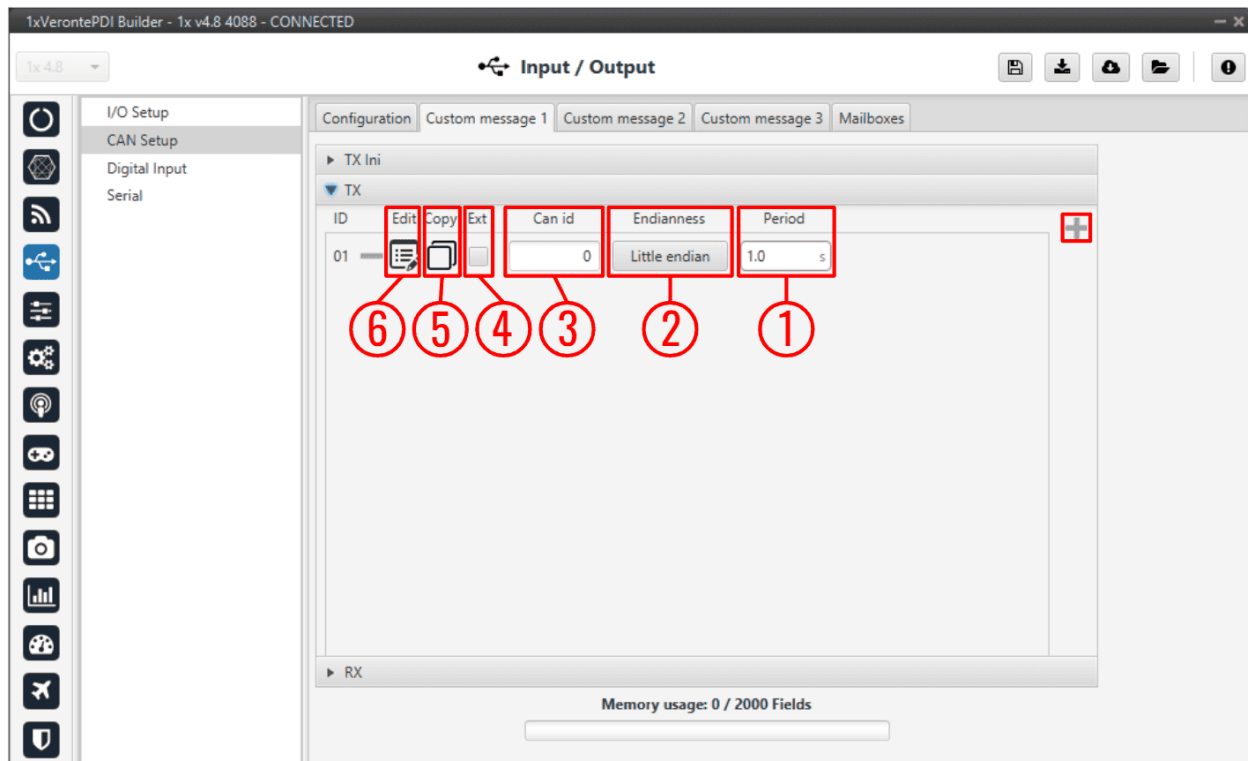 1xVerontePDI Builder - 1x v4.8 4088 - CONNECTED
1x 4.8
Input / Output
I/O Setup
CAN Setup
Digital Input
Serial
Configuration
Custom message 1
Custom message 2
Custom message 3
Mailboxes
TX Ini
TX
ID
Edit
Copy
Ext
Can id
Endianness
Period
01
0
Little endian
1.0
s
6
5
4
3
2
1
RX
Memory usage: 0 / 2000 Fields